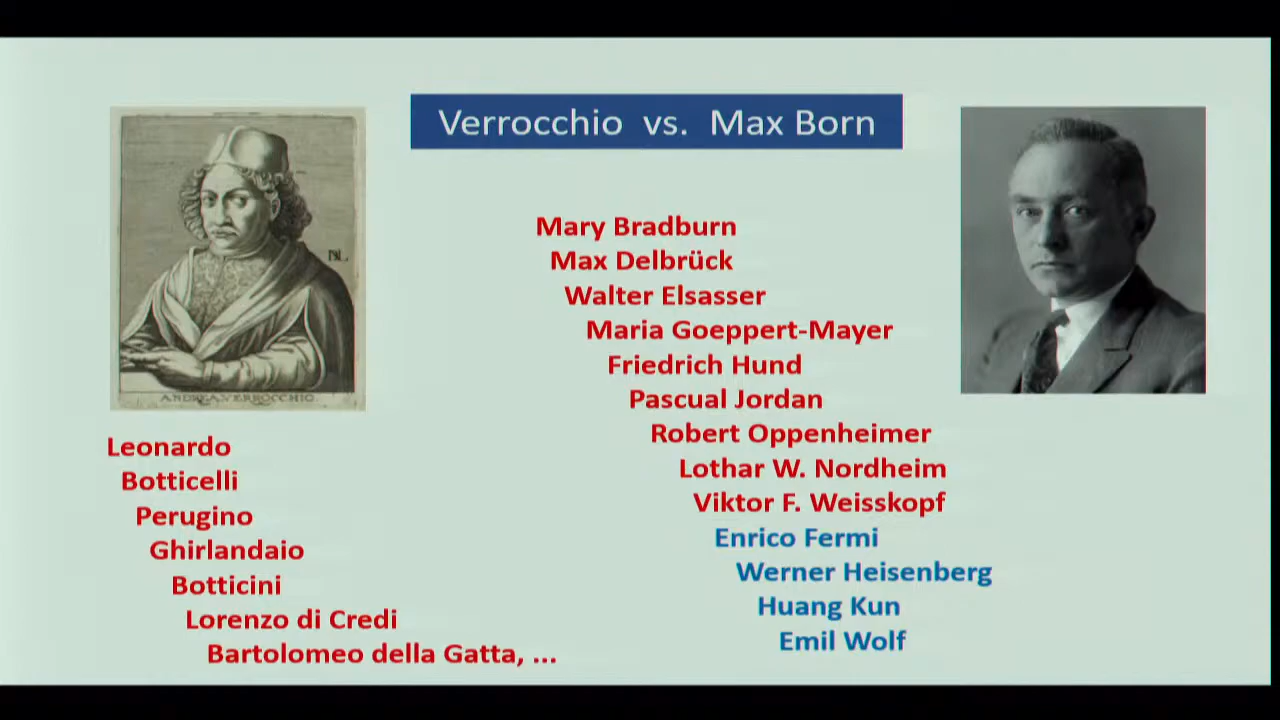 Verrocchio vs. Max Born
ANDREA VERROCCHIO.
Leonardo
Botticelli
Perugino
Ghirlandaio
Botticini
Lorenzo di Credi
Bartolomeo della Gatta, ...
Mary Bradburn
Max Delbrück
Walter Elsasser
Maria Goeppert-Mayer
Friedrich Hund
Pascual Jordan
Robert Oppenheimer
Lothar W. Nordheim
Viktor F. Weisskopf
Enrico Fermi
Werner Heisenberg
Huang Kun
Emil Wolf